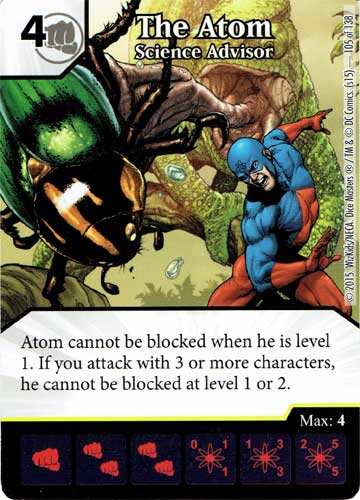 4
The Atom
Science Advisor
© 2015. WizKids/NECA. Dice Masters ® / TM & © DC Comics. (s15) — 105 of 138
Atom cannot be blocked when he is level
1. If you attack with 3 or more characters,
he cannot be blocked at level 1 or 2.
Max: 4
0 1 1
1 3 3
2 5 5